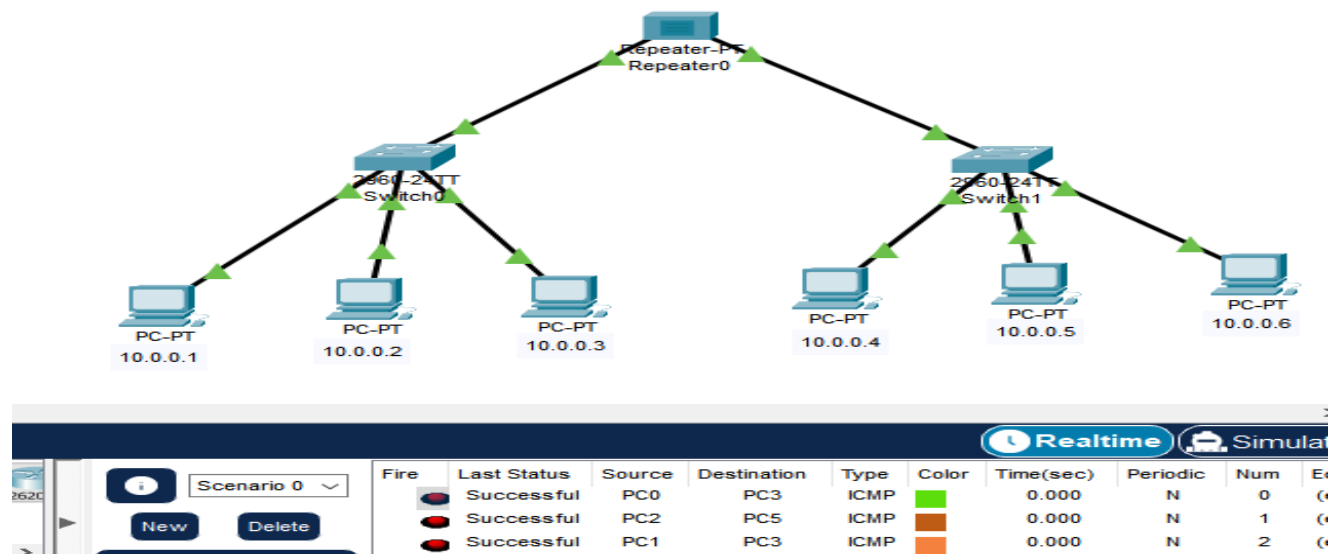 Repeater-PT
Repeater0
2960-24TT
Switch0
2960-24TT
Switch1
PC-PT
10.0.0.1
PC-PT
10.0.0.2
PC-PT
10.0.0.3
PC-PT
10.0.0.4
PC-PT
10.0.0.5
PC-PT
10.0.0.6
Realtime Simulat
2620
Scenario 0
New Delete
Fire Last Status Source Destination Type Color Time(sec) Periodic Num
Successful PC0 PC3 ICMP 0.000 N 0
Successful PC2 PC5 ICMP 0.000 N 1
Successful PC1 PC3 ICMP 0.000 N 2